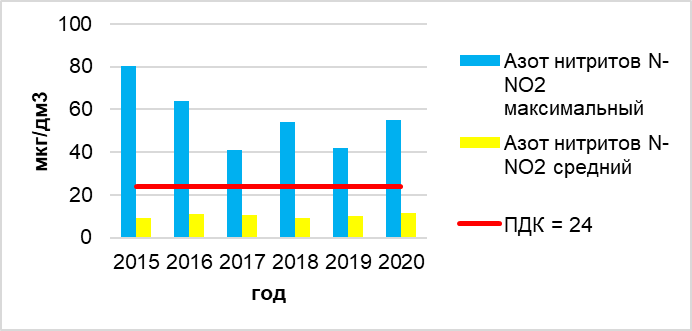 100
80
60
40
20
0
мкг/дм3
2015 2016 2017 2018 2019 2020
год
Азот нитритов N-
NO2
максимальный
Азот нитритов N-
NO2 средний
ПДК = 24